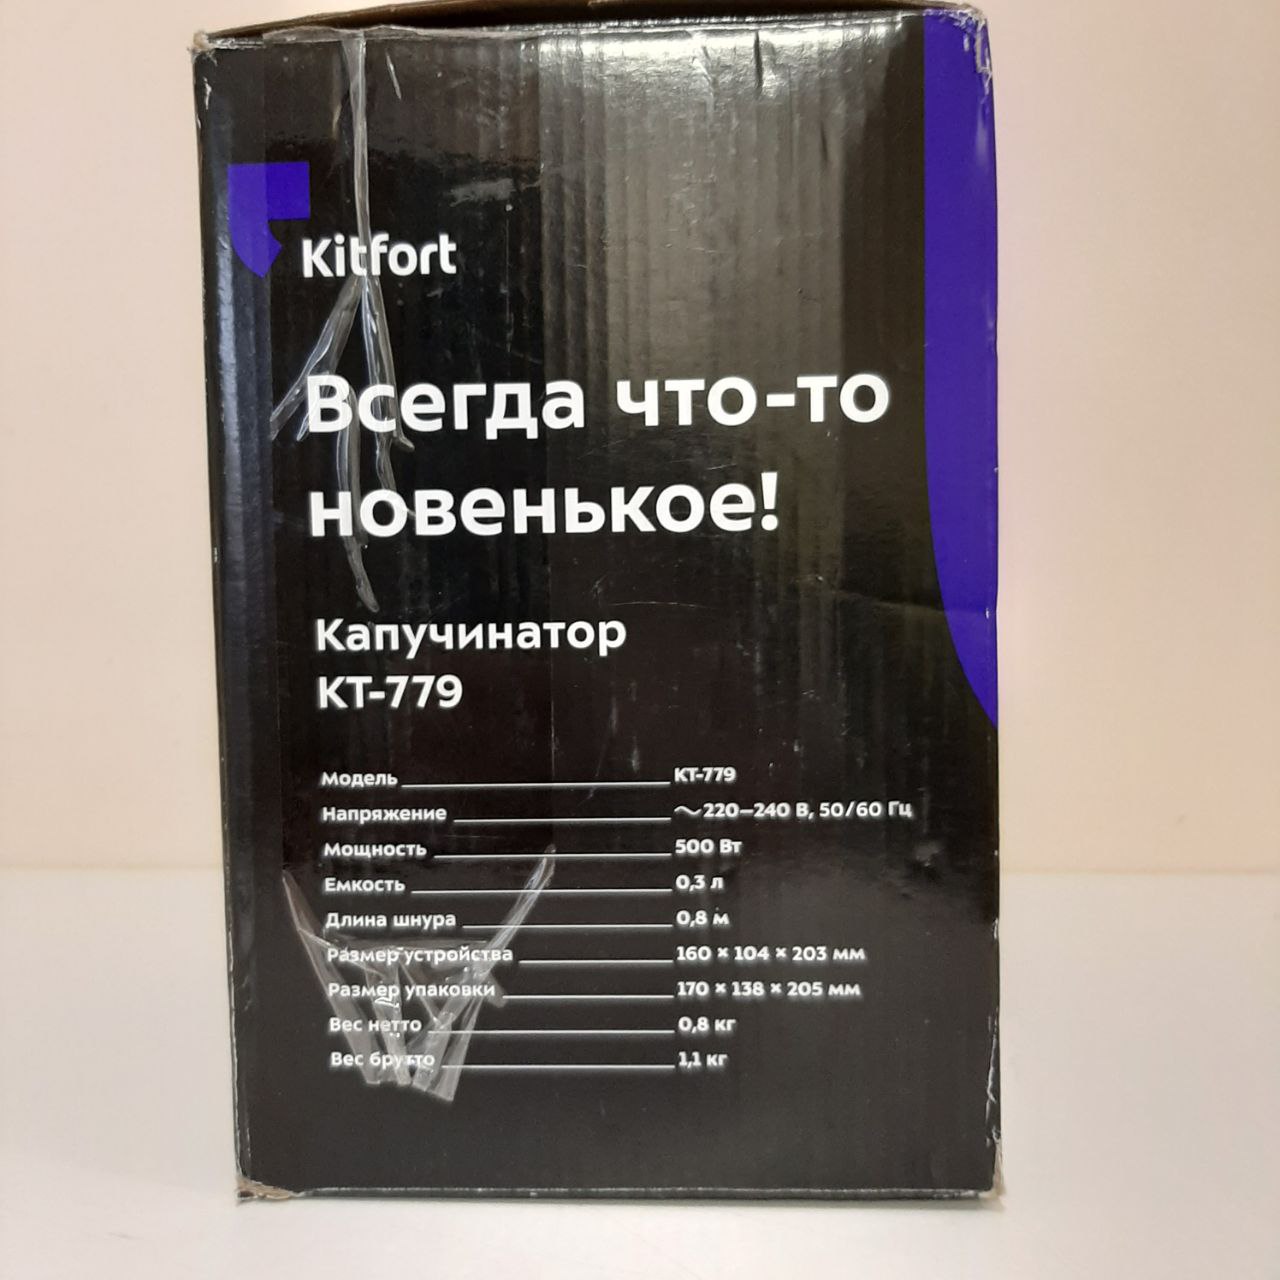 Kitfort
Всегда что-то
новенькое!
Капучинатор
КТ-779
Модель КТ-779
Напряжение ~220–240 В, 50/60 Гц
Мощность 500 Вт
Емкость 0,3 л
Длина шнура 0,8 м
Размер устройства 160 × 104 × 203 мм
Размер упаковки 170 × 138 × 205 мм
Вес нетто 0,8 кг
Вес брутто 1,1 кг